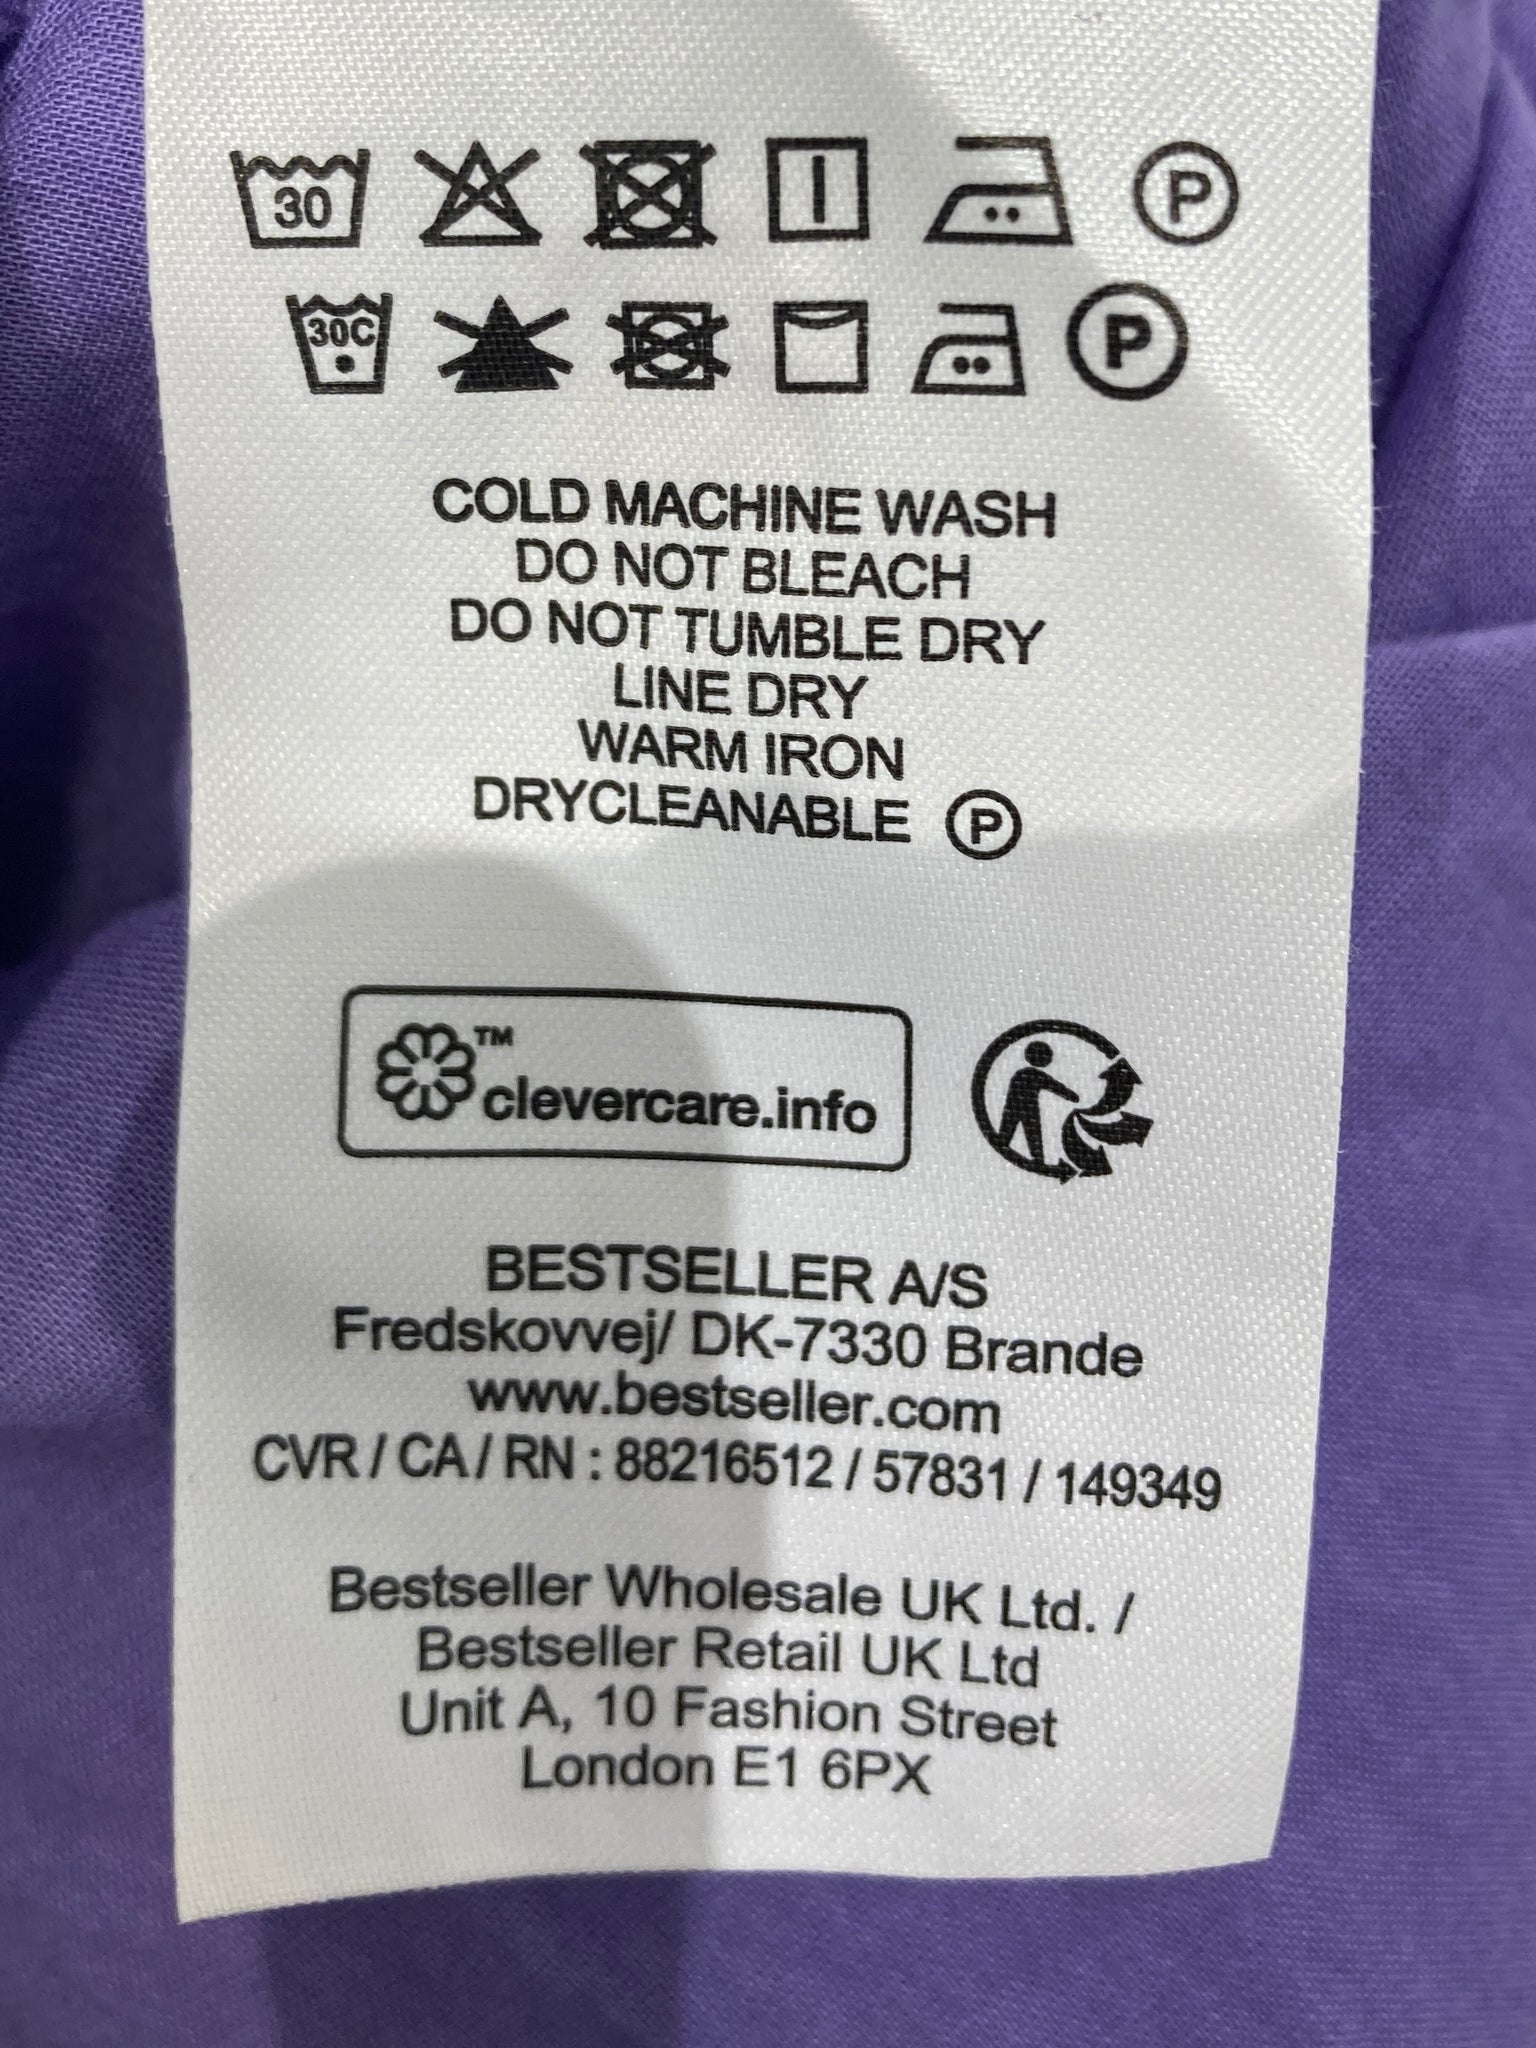 30 P
30C P
COLD MACHINE WASH
DO NOT BLEACH
DO NOT TUMBLE DRY
LINE DRY
WARM IRON
DRYCLEANABLE P
TM
clevercare.info
BESTSELLER A/S
Fredskovvej/ DK-7330 Brande
www.bestseller.com
CVR / CA / RN : 88216512 / 57831 / 149349
Bestseller Wholesale UK Ltd. /
Bestseller Retail UK Ltd
Unit A, 10 Fashion Street
London E1 6PX